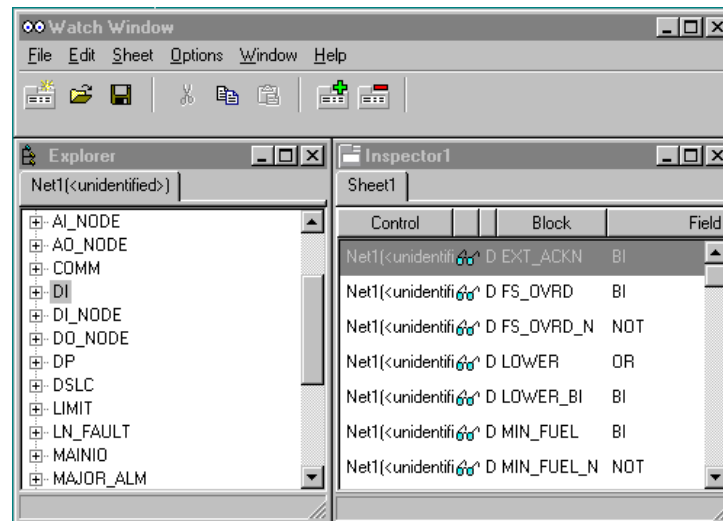 Watch Window
File Edit Sheet Options Window Help
Explorer
Net1(<unidentified>)
AI_NODE
AO_NODE
COMM
DI
DI_NODE
DO_NODE
DP
DSLC
LIMIT
LN_FAULT
MAINIO
MAJOR_ALM
Inspector1
Sheet1
Control Block Field
Net1(<unidentifi D EXT_ACKN BI
Net1(<unidentifi D FS_OVRD BI
Net1(<unidentifi D FS_OVRD_N NOT
Net1(<unidentifi D LOWER OR
Net1(<unidentifi D LOWER_BI BI
Net1(<unidentifi D MIN_FUEL BI
Net1(<unidentifi D MIN_FUEL_N NOT